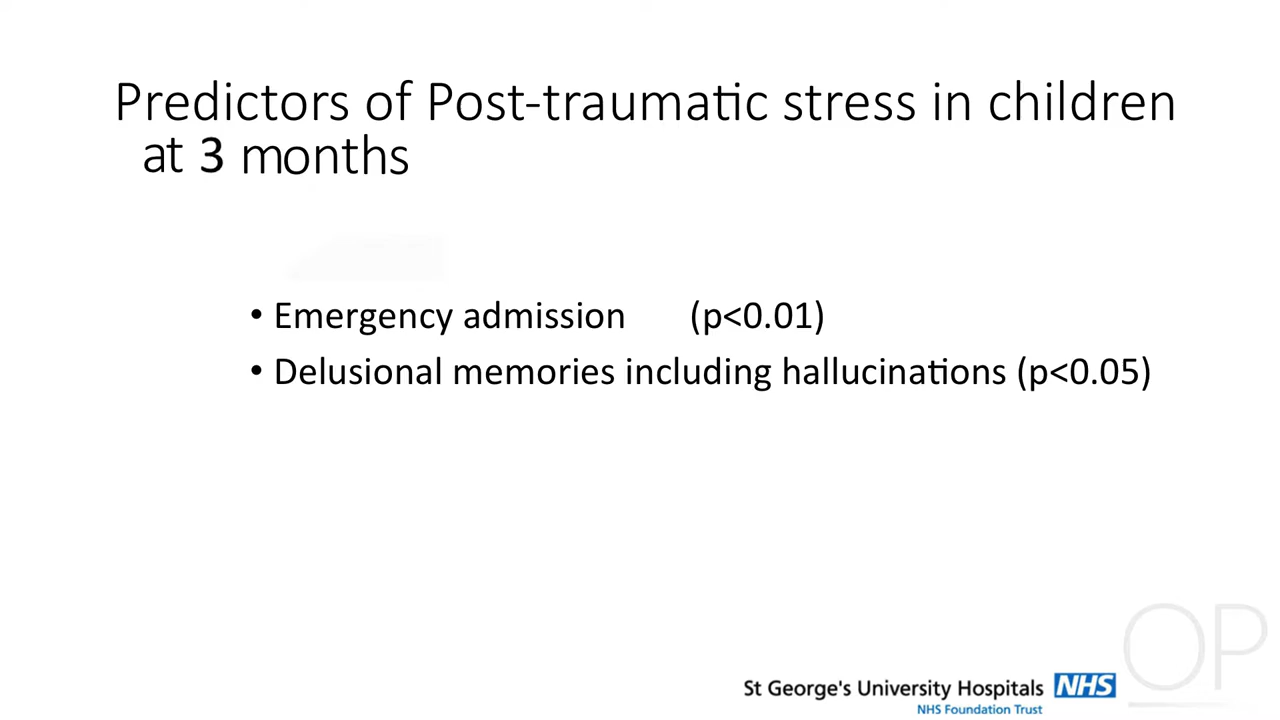 Predictors of Post-traumatic stress in children
at 3 months
• Emergency admission (p<0.01)
• Delusional memories including hallucinations (p<0.05)
OP
St George's University Hospitals NHS
NHS Foundation Trust